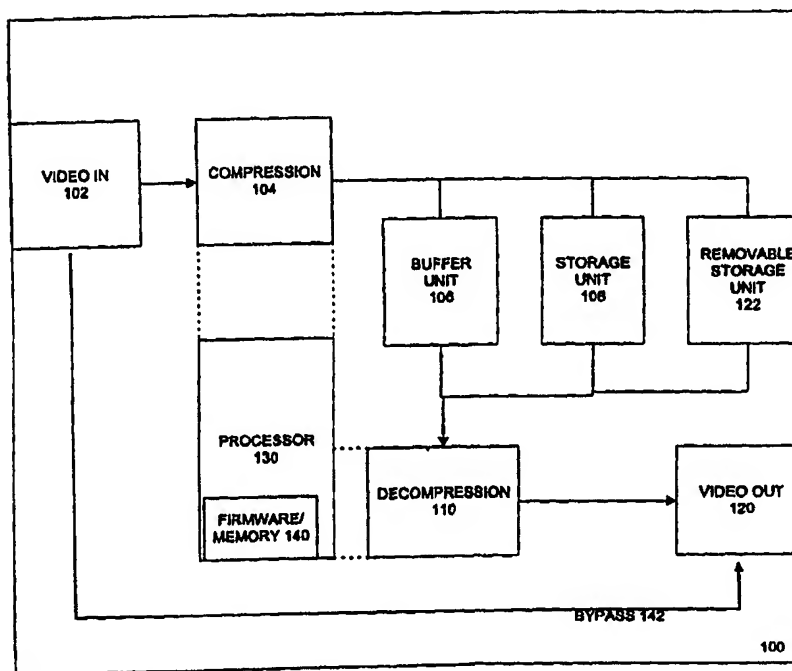 VIDEO IN
102
COMPRESSION
104
BUFFER
UNIT
106
STORAGE
UNIT
106
REMOVABLE
STORAGE
UNIT
122
PROCESSOR
130
FIRMWARE/
MEMORY 140
DECOMPRESSION
110
VIDEO OUT
120
BYPASS 142
100